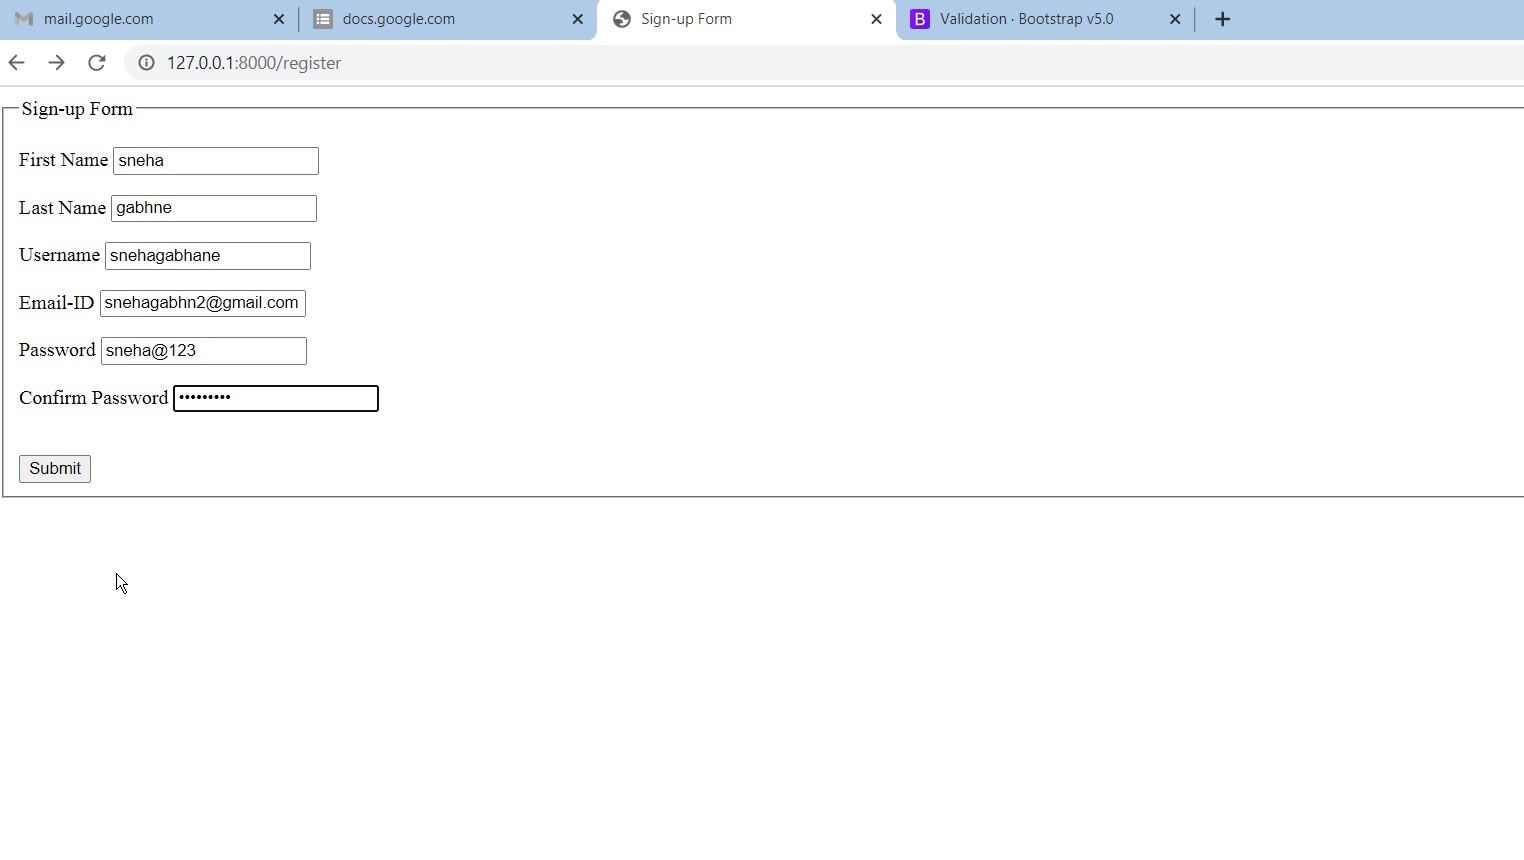 mail.google.com docs.google.com Sign-up Form B Validation · Bootstrap v5.0
127.0.0.1:8000/register
Sign-up Form
First Name sneha
Last Name gabhne
Username snehagabhane
Email-ID snehagabhn2@gmail.com
Password sneha@123
Confirm Password •••••••••
Submit